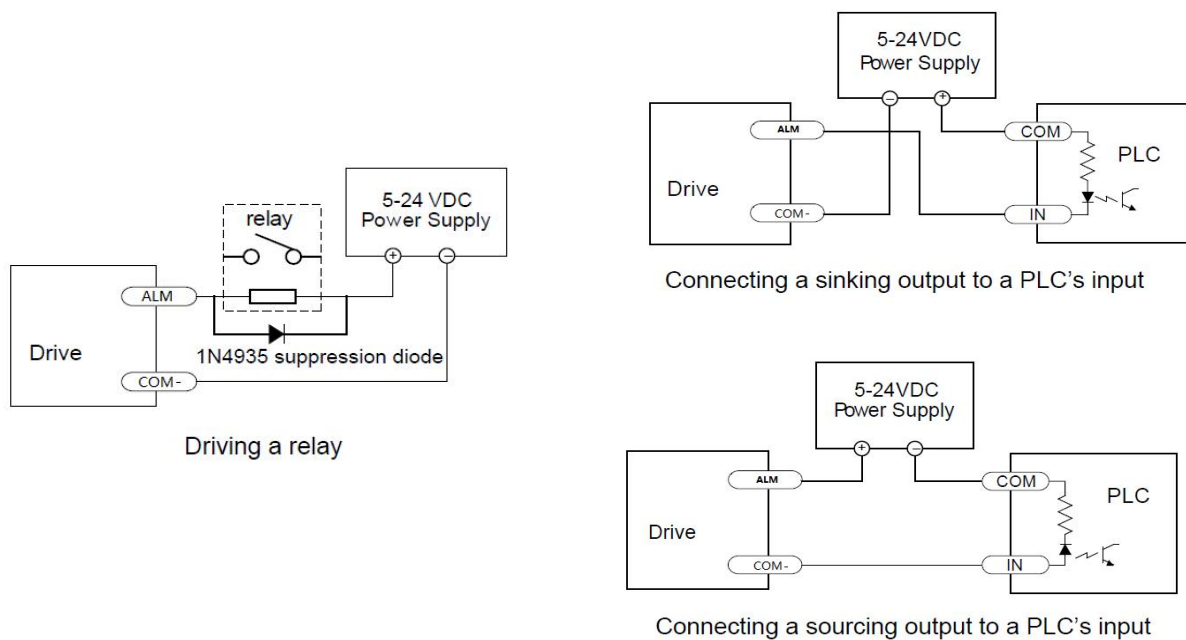 5-24 VDC
Power Supply
+
−
relay
ALM
Drive
1N4935 suppression diode
COM-
Driving a relay
5-24VDC
Power Supply
−
+
ALM
COM
PLC
Drive
COM-
IN
Connecting a sinking output to a PLC’s input
5-24VDC
Power Supply
+
−
ALM
COM
PLC
Drive
COM-
IN
Connecting a sourcing output to a PLC’s input